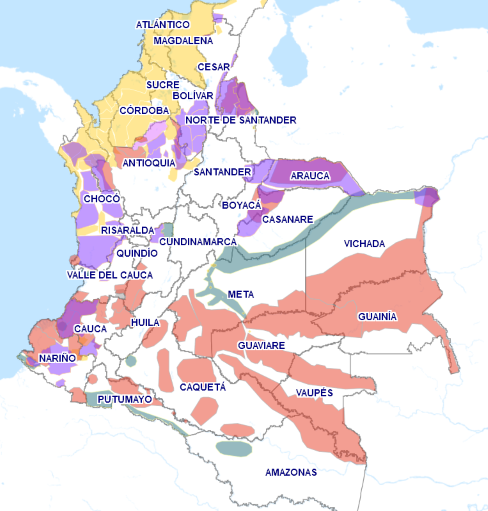 ATLÁNTICO
MAGDALENA
CESAR
SUCRE
BOLÍVAR
CÓRDOBA
NORTE DE SANTANDER
ANTIOQUIA
SANTANDER
ARAUCA
CHOCÓ
BOYACÁ
CASANARE
RISARALDA
CUNDINAMARCA
VICHADA
QUINDÍO
VALLE DEL CAUCA
META
GUAINÍA
CAUCA
HUILA
GUAVIARE
NARIÑO
CAQUETÁ
VAUPÉS
PUTUMAYO
AMAZONAS